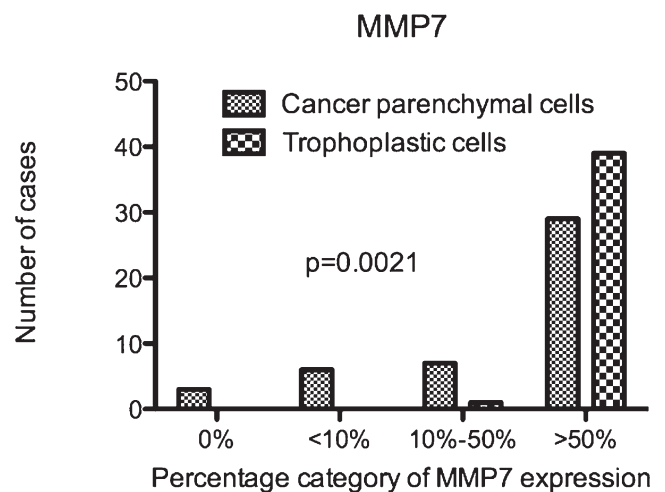 MMP7
50
40
30
20
10
0
Number of cases
Cancer parenchymal cells
Trophoplastic cells
p=0.0021
0% <10% 10%-50% >50%
Percentage category of MMP7 expression